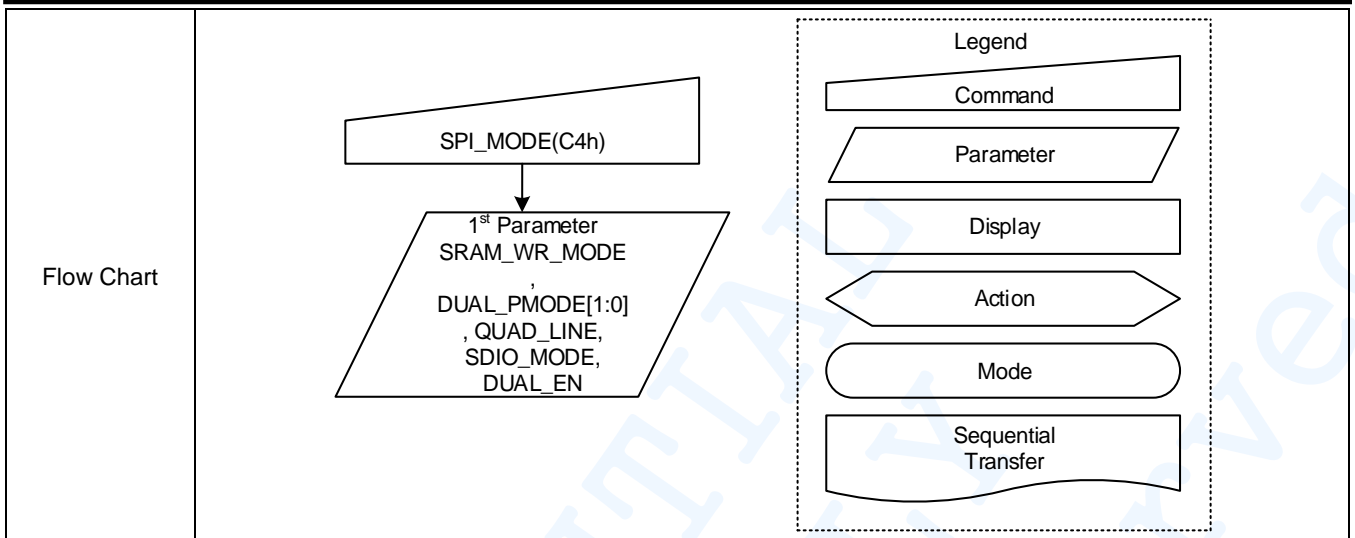 Flow Chart
SPI_MODE(C4h)
1st Parameter
SRAM_WR_MODE
,
DUAL_PMODE[1:0]
, QUAD_LINE,
SDIO_MODE,
DUAL_EN
Legend
Command
Parameter
Display
Action
Mode
Sequential
Transfer